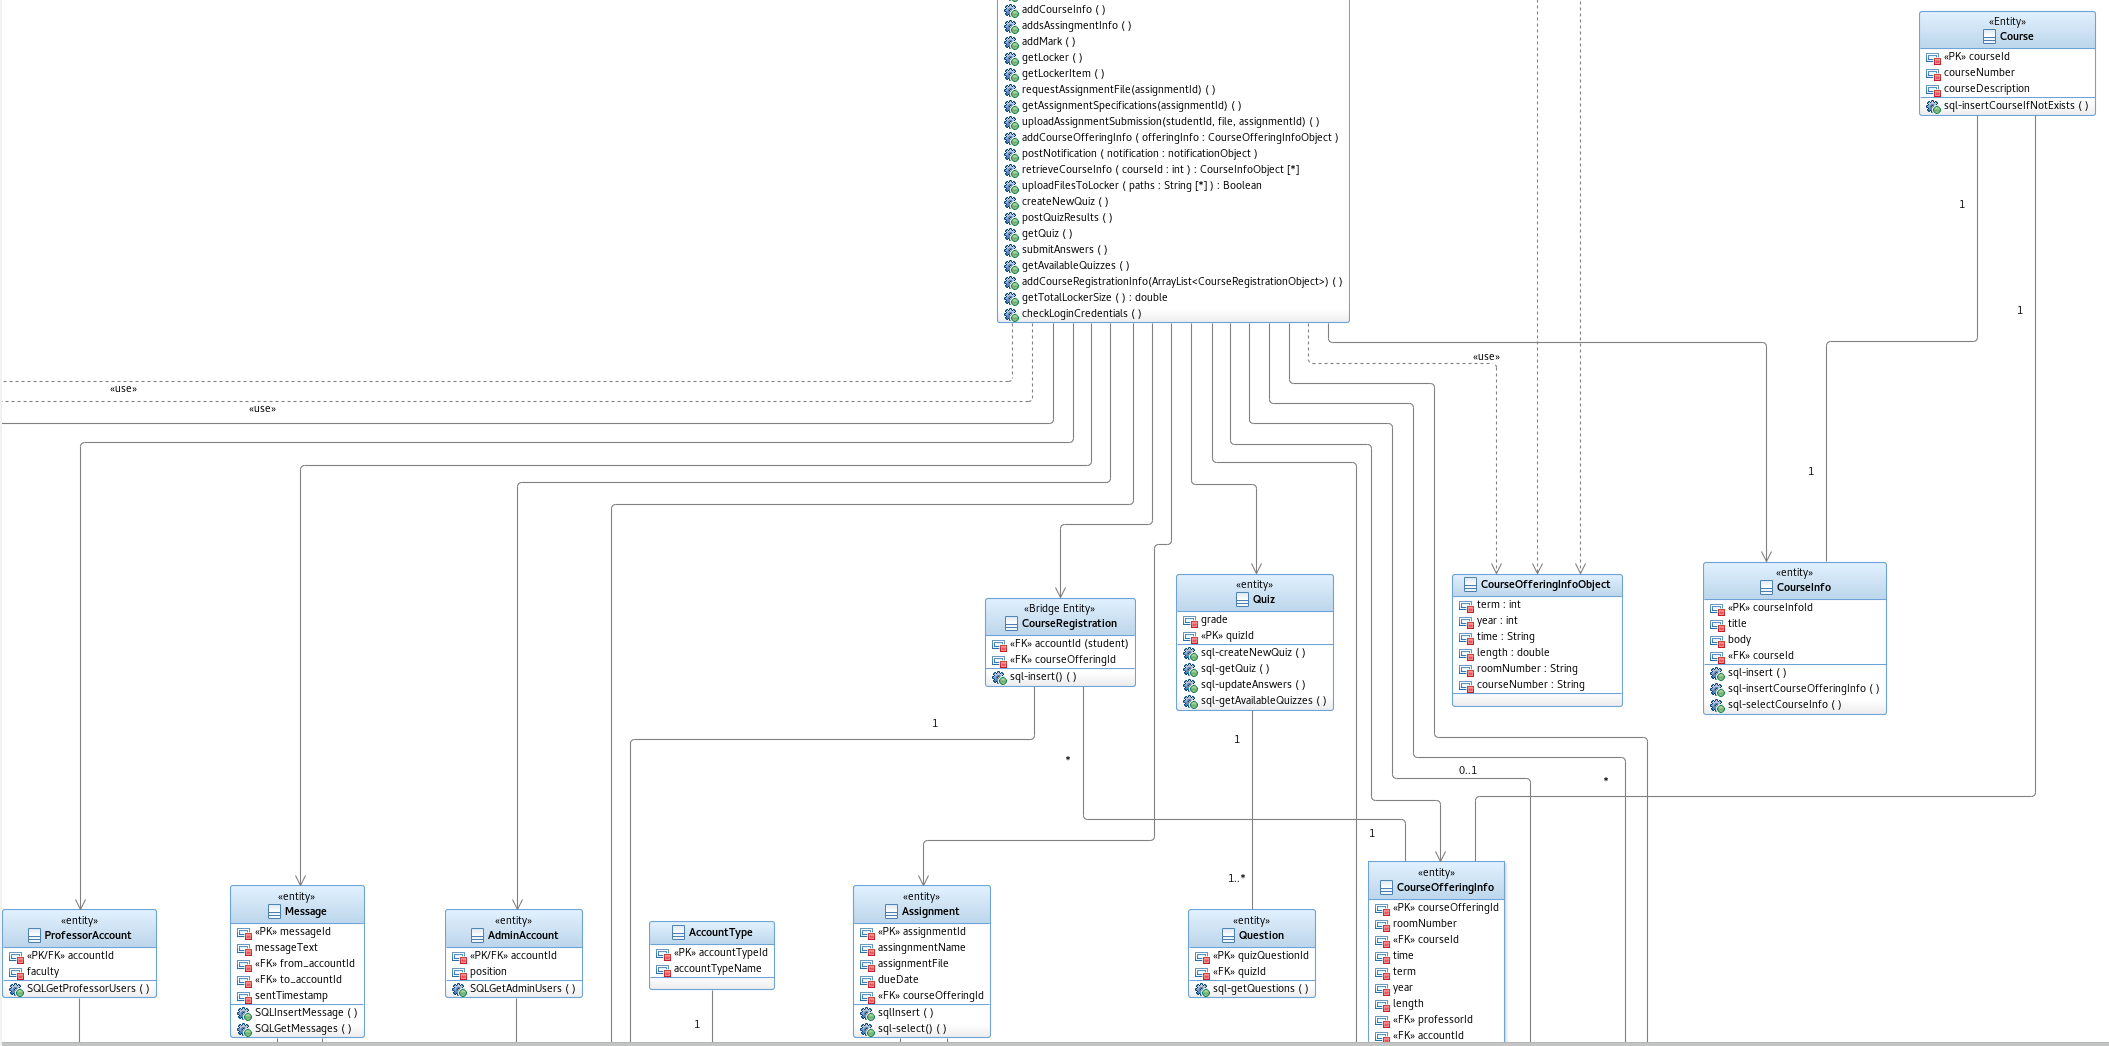 addCourseInfo ( )
addsAssingmentInfo ( )
addMark ( )
getLocker ( )
getLockerItem ( )
requestAssignmentFile(assignmentId) ( )
getAssignmentSpecifications(assignmentId) ( )
uploadAssignmentSubmission(studentId, file, assignmentId) ( )
addCourseOfferingInfo ( offeringInfo : CourseOfferingInfoObject )
postNotification ( notification : notificationObject )
retrieveCourseInfo ( courseId : int ) : CourseInfoObject [*]
uploadFilesToLocker ( paths : String [*] ) : Boolean
createNewQuiz ( )
postQuizResults ( )
getQuiz ( )
submitAnswers ( )
getAvailableQuizzes ( )
addCourseRegistrationInfo(ArrayList<CourseRegistrationObject>) ( )
getTotalLockerSize ( ) : double
checkLoginCredentials ( )
«Entity»
Course
«PK» courseId
courseNumber
courseDescription
sql-insertCourseIfNotExists ( )
1
1
1
«use»
«use»
«use»
«Bridge Entity»
CourseRegistration
«FK» accountId (student)
«FK» courseOfferingId
sql-insert() ( )
1
*
«entity»
Quiz
grade
«PK» quizId
sql-createNewQuiz ( )
sql-getQuiz ( )
sql-updateAnswers ( )
sql-getAvailableQuizzes ( )
1
1..*
CourseOfferingInfoObject
term : int
year : int
time : String
length : double
roomNumber : String
courseNumber : String
«entity»
CourseInfo
«PK» courseInfoId
title
body
«FK» courseId
sql-insert ( )
sql-insertCourseOfferingInfo ( )
sql-selectCourseInfo ( )
0..1
*
1
«entity»
ProfessorAccount
«PK/FK» accountId
faculty
SQLGetProfessorUsers ( )
«entity»
Message
«PK» messageId
messageText
«FK» from_accountId
«FK» to_accountId
sentTimestamp
SQLInsertMessage ( )
SQLGetMessages ( )
«entity»
AdminAccount
«PK/FK» accountId
position
SQLGetAdminUsers ( )
AccountType
«PK» accountTypeId
accountTypeName
1
«entity»
Assignment
«PK» assignmentId
assingnmentName
assignmentFile
dueDate
«FK» courseOfferingId
sqlInsert ( )
sql-select() ( )
«entity»
Question
«PK» quizQuestionId
«FK» quizId
sql-getQuestions ( )
«entity»
CourseOfferingInfo
«PK» courseOfferingId
roomNumber
«FK» courseId
time
term
year
length
«FK» professorId
«FK» accountId